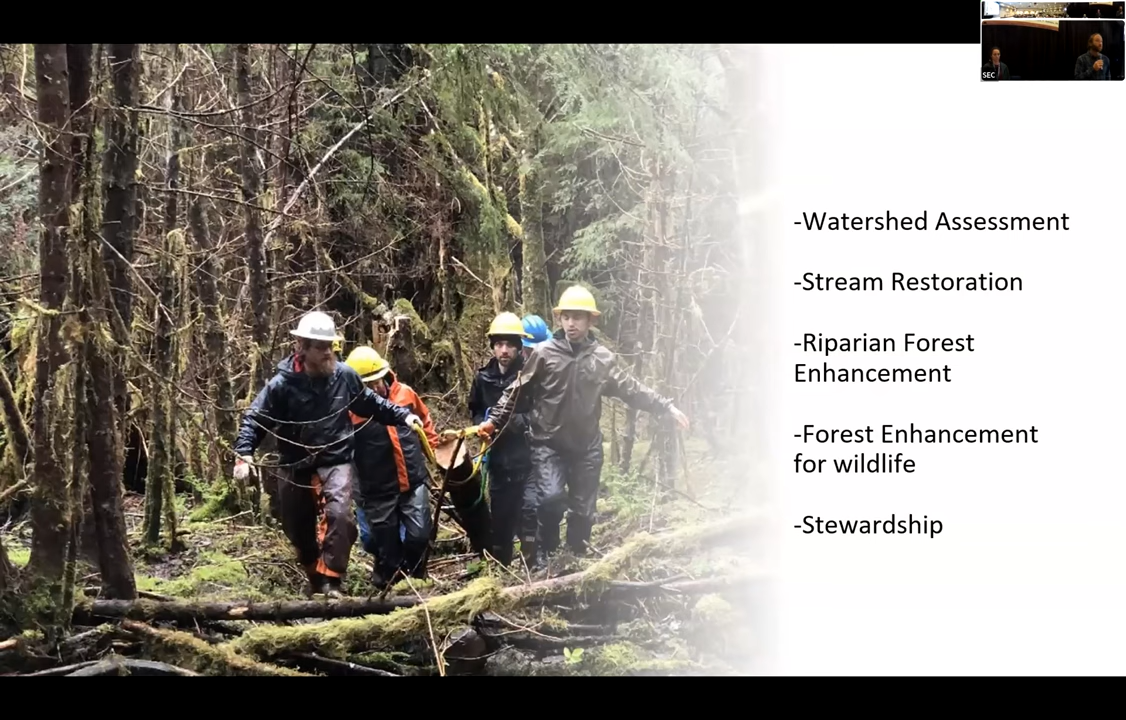 SEC
-Watershed Assessment
-Stream Restoration
-Riparian Forest
Enhancement
-Forest Enhancement
for wildlife
-Stewardship